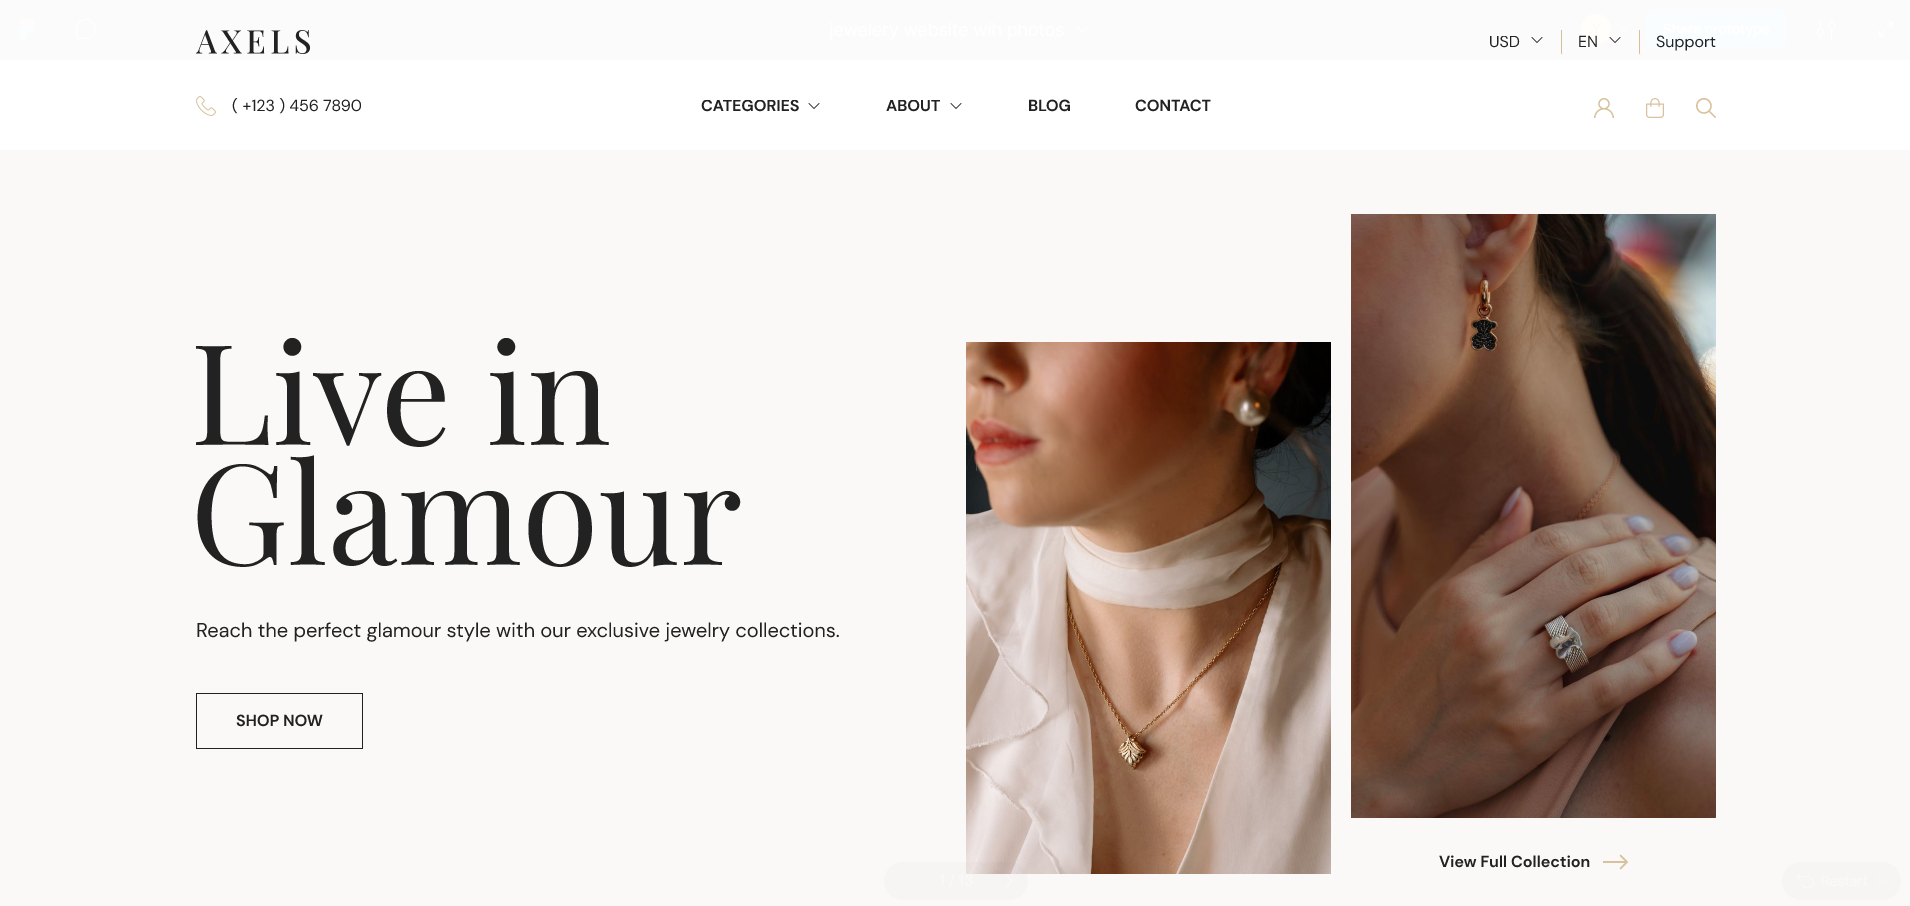 AXELS
USD
EN
Support
( +123 ) 456 7890
CATEGORIES
ABOUT
BLOG
CONTACT
Live in
Glamour
Reach the perfect glamour style with our exclusive jewelry collections.
SHOP NOW
View Full Collection